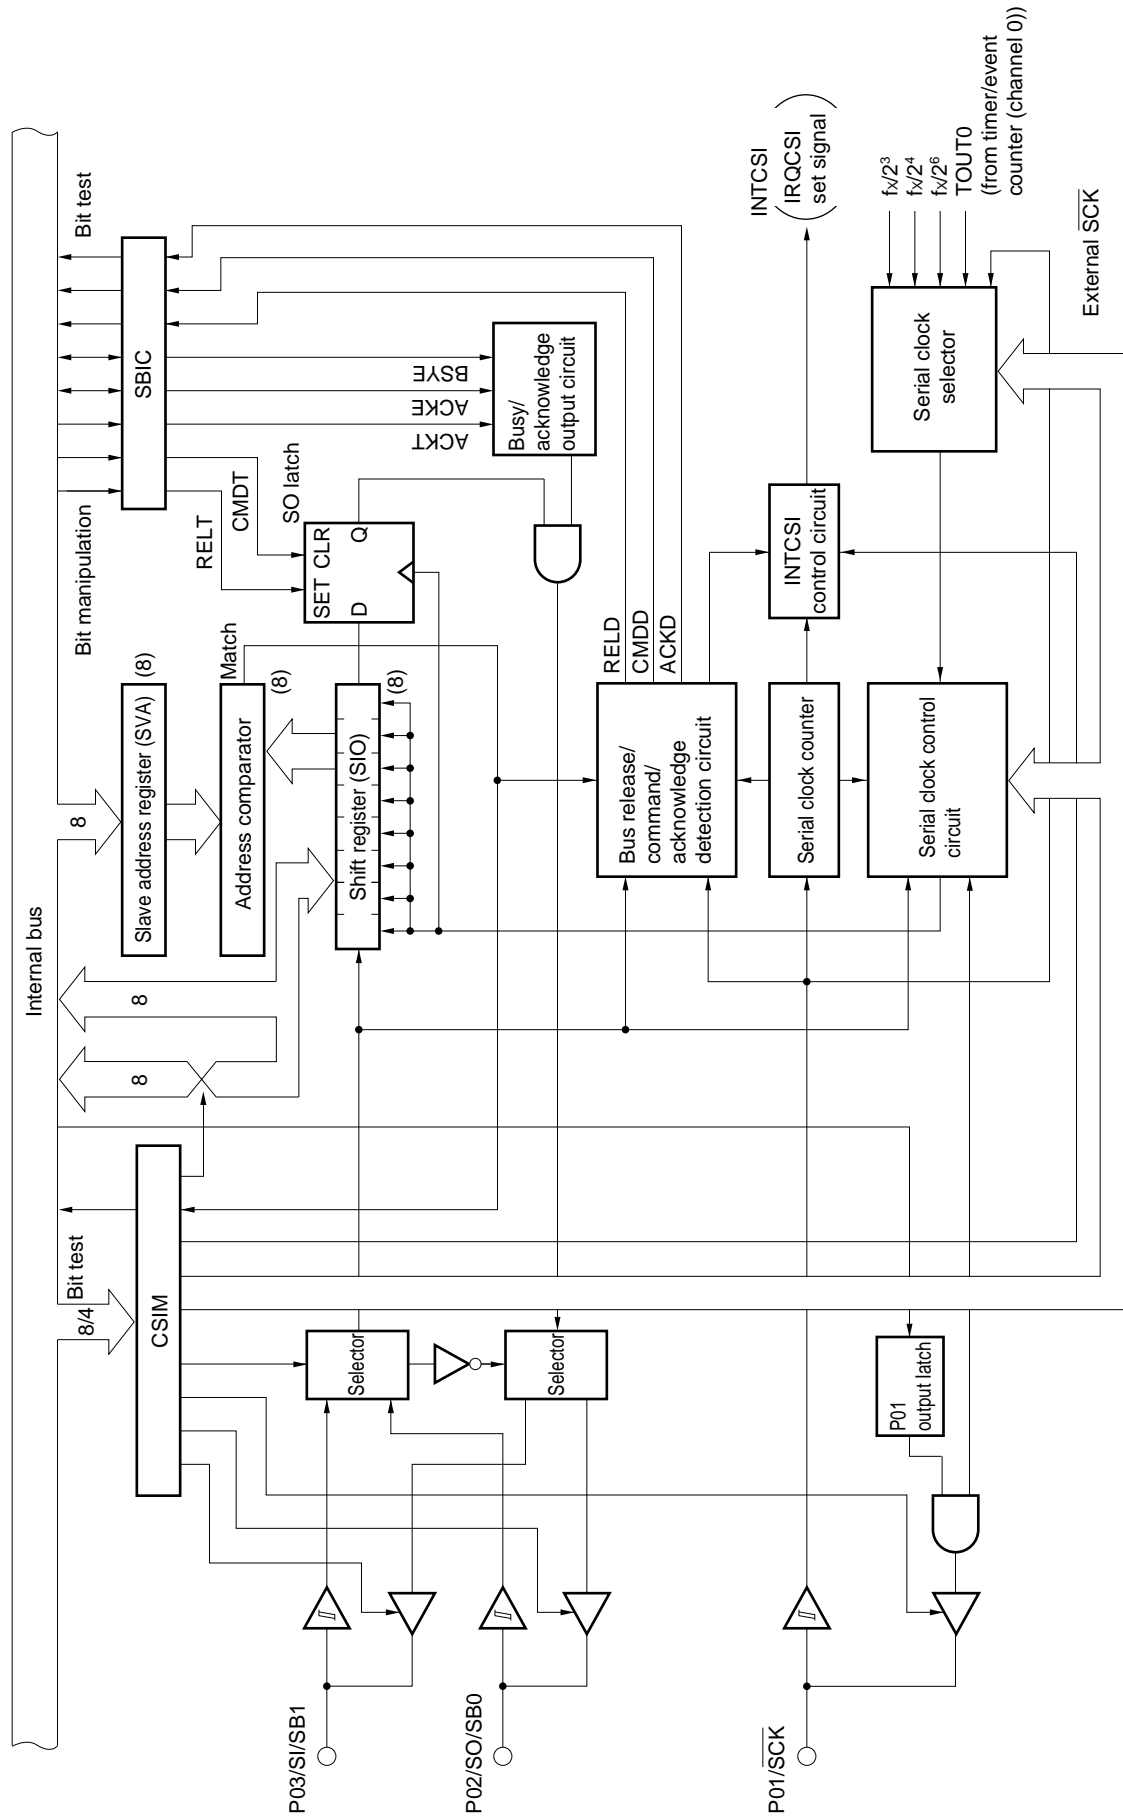 Internal bus
8/4
Bit test
8
8
8
Bit manipulation
Bit test
CSIM
Slave address register (SVA)
(8)
SBIC
Address comparator
Match
(8)
RELT
CMDT
ACKT
ACKE
BSYE
SET CLR
D
Q
SO latch
Shift register (SIO)
(8)
Busy/
acknowledge
output circuit
Selector
Selector
P03/SI/SB1
P02/SO/SB0
P01/SCK
RELD
CMDD
ACKD
Bus release/
command/
acknowledge
detection circuit
Serial clock counter
INTCSI
control circuit
INTCSI
IRQCSI
set signal
P01
output latch
Serial clock control
circuit
Serial clock
selector
fx/2³
fx/2⁴
fx/2⁶
TOUT0
(from timer/event
counter (channel 0))
External SCK